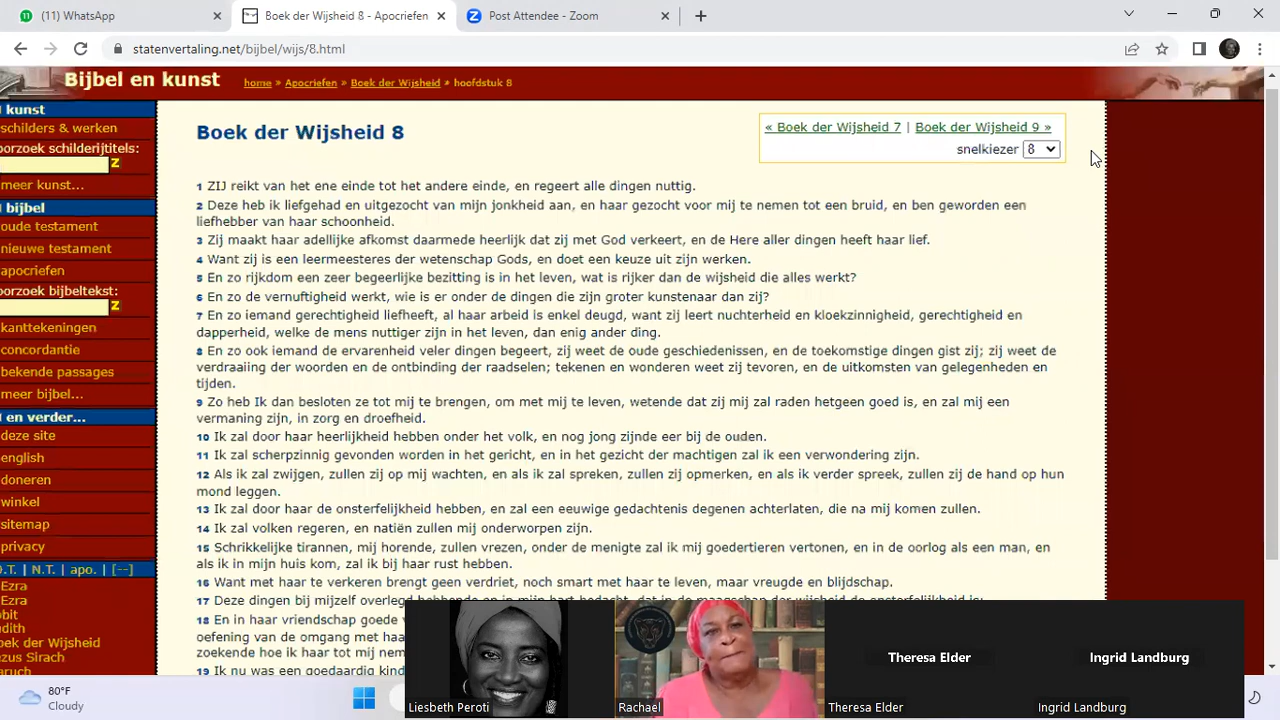 (11) WhatsApp
Boek der Wijsheid 8 - Apocriefen
Post Attendee - Zoom
statenvertaling.net/bijbel/wijs/8.html
Bijbel en kunst
home » Apocriefen » Boek der Wijsheid » hoofdstuk 8
kunst
schilders & werken
oorzoek schilderijtitels:
Z
meer kunst...
bijbel
oude testament
nieuwe testament
apocriefen
oorzoek bijbeltekst:
Z
kanttekeningen
concordantie
bekende passages
meer bijbel...
en verder...
deze site
english
doneren
winkel
sitemap
privacy
.T. | N.T. | apo. | [--]
Ezra
Ezra
obit
dith
oek der Wijsheid
zus Sirach
aruch
Boek der Wijsheid 8
« Boek der Wijsheid 7 | Boek der Wijsheid 9 »
snelkiezer 8
1 ZIJ reikt van het ene einde tot het andere einde, en regeert alle dingen nuttig.
2 Deze heb ik liefgehad en uitgezocht van mijn jonkheid aan, en haar gezocht voor mij te nemen tot een bruid, en ben geworden een
liefhebber van haar schoonheid.
3 Zij maakt haar adellijke afkomst daarmede heerlijk dat zij met God verkeert, en de Here aller dingen heeft haar lief.
4 Want zij is een leermeesteres der wetenschap Gods, en doet een keuze uit zijn werken.
5 En zo rijkdom een zeer begeerlijke bezitting is in het leven, wat is rijker dan de wijsheid die alles werkt?
6 En zo de vernuftigheid werkt, wie is er onder de dingen die zijn groter kunstenaar dan zij?
7 En zo iemand gerechtigheid liefheeft, al haar arbeid is enkel deugd, want zij leert nuchterheid en kloekzinnigheid, gerechtigheid en
dapperheid, welke de mens nuttiger zijn in het leven, dan enig ander ding.
8 En zo ook iemand de ervarenheid veler dingen begeert, zij weet de oude geschiedenissen, en de toekomstige dingen gist zij; zij weet de
verdraaiing der woorden en de ontbinding der raadselen; tekenen en wonderen weet zij tevoren, en de uitkomsten van gelegenheden en
tijden.
9 Zo heb Ik dan besloten ze tot mij te brengen, om met mij te leven, wetende dat zij mij zal raden hetgeen goed is, en zal mij een
vermaning zijn, in zorg en droefheid.
10 Ik zal door haar heerlijkheid hebben onder het volk, en nog jong zijnde eer bij de ouden.
11 Ik zal scherpzinnig gevonden worden in het gericht, en in het gezicht der machtigen zal ik een verwondering zijn.
12 Als ik zal zwijgen, zullen zij op mij wachten, en als ik zal spreken, zullen zij opmerken, en als ik verder spreek, zullen zij de hand op hun
mond leggen.
13 Ik zal door haar de onsterfelijkheid hebben, en zal een eeuwige gedachtenis degenen achterlaten, die na mij komen zullen.
14 Ik zal volken regeren, en natiën zullen mij onderworpen zijn.
15 Schrikkelijke tirannen, mij horende, zullen vrezen, onder de menigte zal ik mij goedertieren vertonen, en in de oorlog als een man, en
als ik in mijn huis kom, zal ik bij haar rust hebben.
16 Want met haar te verkeren brengt geen verdriet, noch smart met haar te leven, maar vreugde en blijdschap.
17 Deze dingen bij mijzelf overlegd hebbende en in mijn hart bedacht, dat in de maagschap der wijsheid de onsterfelijkheid is;
18 En in haar vriendschap goede
oefening van de omgang met haa
zoekende hoe ik haar tot mij nem
19 Ik nu was een goedaardig kind
Liesbeth Peroti
Rachael
Theresa Elder
Theresa Elder
Ingrid Landburg
Ingrid Landburg
80°F
Cloudy